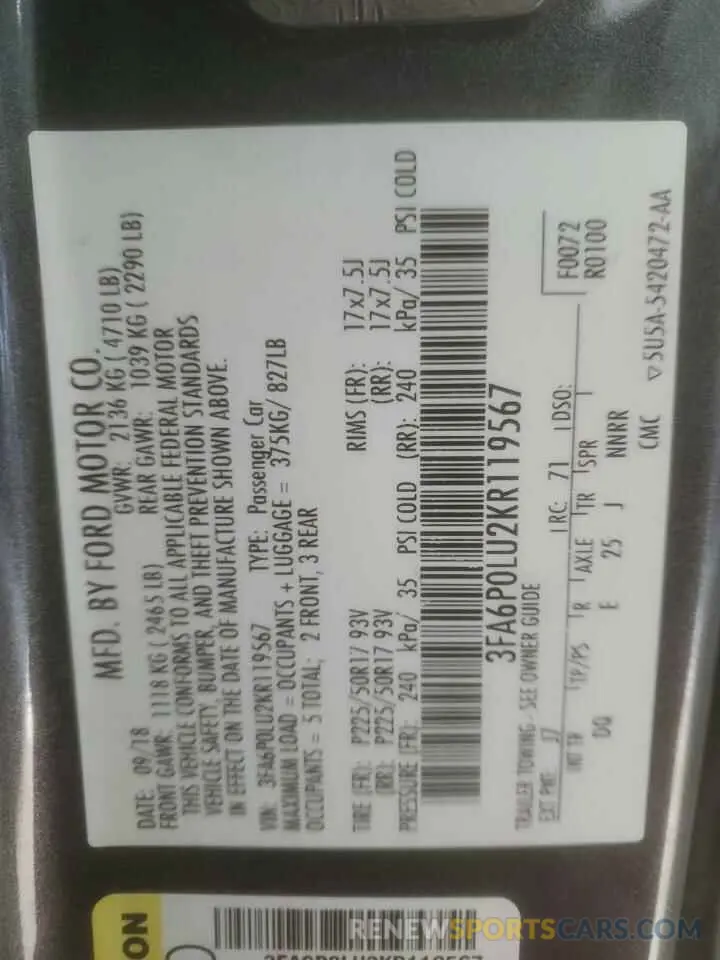 MFD. BY FORD MOTOR CO.
DATE: 09/18 GVWR: 2136 KG ( 4710 LB)
FRONT GAWR: 1118 KG ( 2465 LB) REAR GAWR: 1039 KG ( 2290 LB)
THIS VEHICLE CONFORMS TO ALL APPLICABLE FEDERAL MOTOR
VEHICLE SAFETY, BUMPER, AND THEFT PREVENTION STANDARDS
IN EFFECT ON THE DATE OF MANUFACTURE SHOWN ABOVE.
VIN: 3FA6P0LU2KR119567 TYPE: Passenger Car
MAXIMUM LOAD = OCCUPANTS + LUGGAGE = 375KG/ 827LB
OCCUPANTS = 5 TOTAL; 2 FRONT, 3 REAR
TIRE (FR): P225/50R17 93V RIMS (FR): 17x7.5J
(RR): P225/50R17 93V (RR): 17x7.5J
PRESSURE (FR): 240 kPa/ 35 PSI COLD (RR): 240 kPa/ 35 PSI COLD
3FA6P0LU2KR119567
TRAILER TOWING - SEE OWNER GUIDE
F0072
EXT PNT: J7 RC: 71 DSO: R0100
INT TR TP/PS R AXLE TR SPR
DQ E 25 J NNRR
CMC ▽5U5A-5420472-AA
ON
RENEWSPORTSCARS.COM